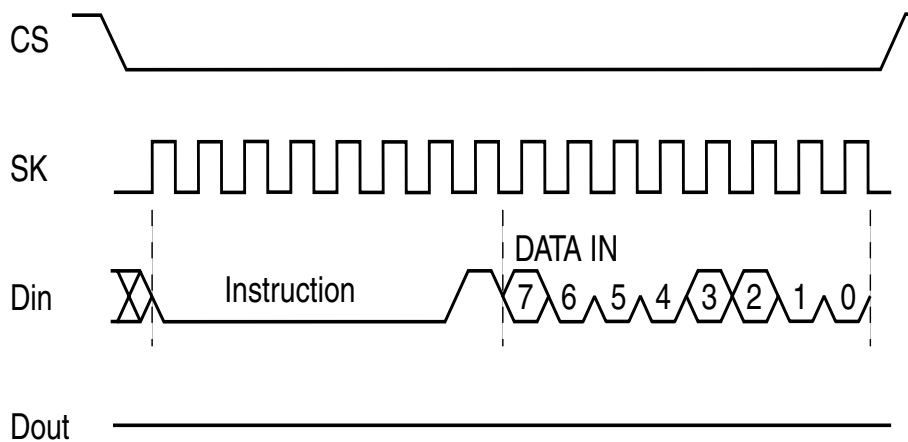 CS
SK
DATA IN
Din Instruction 7 6 5 4 3 2 1 0
Dout